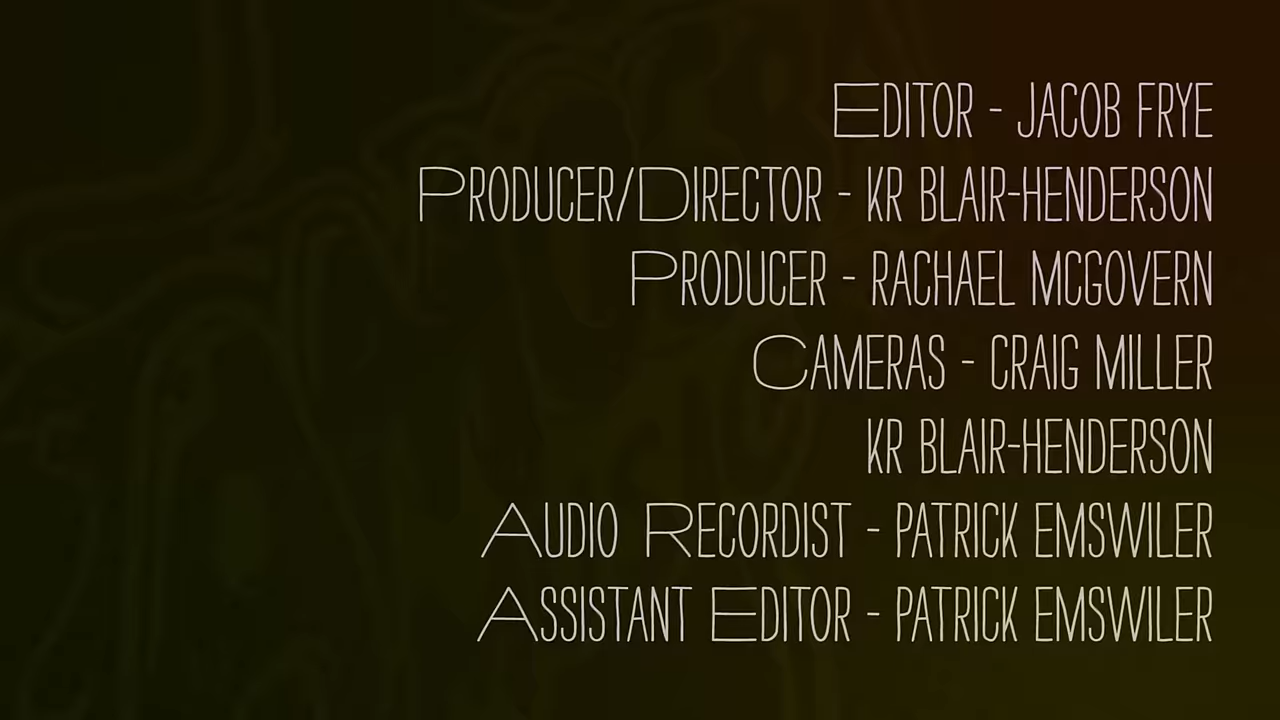 Editor - JACOB FRYE
Producer/Director - KR BLAIR-HENDERSON
Producer - RACHAEL MCGOVERN
Cameras - CRAIG MILLER
KR BLAIR-HENDERSON
Audio Recordist - PATRICK EMSWILER
Assistant Editor - PATRICK EMSWILER